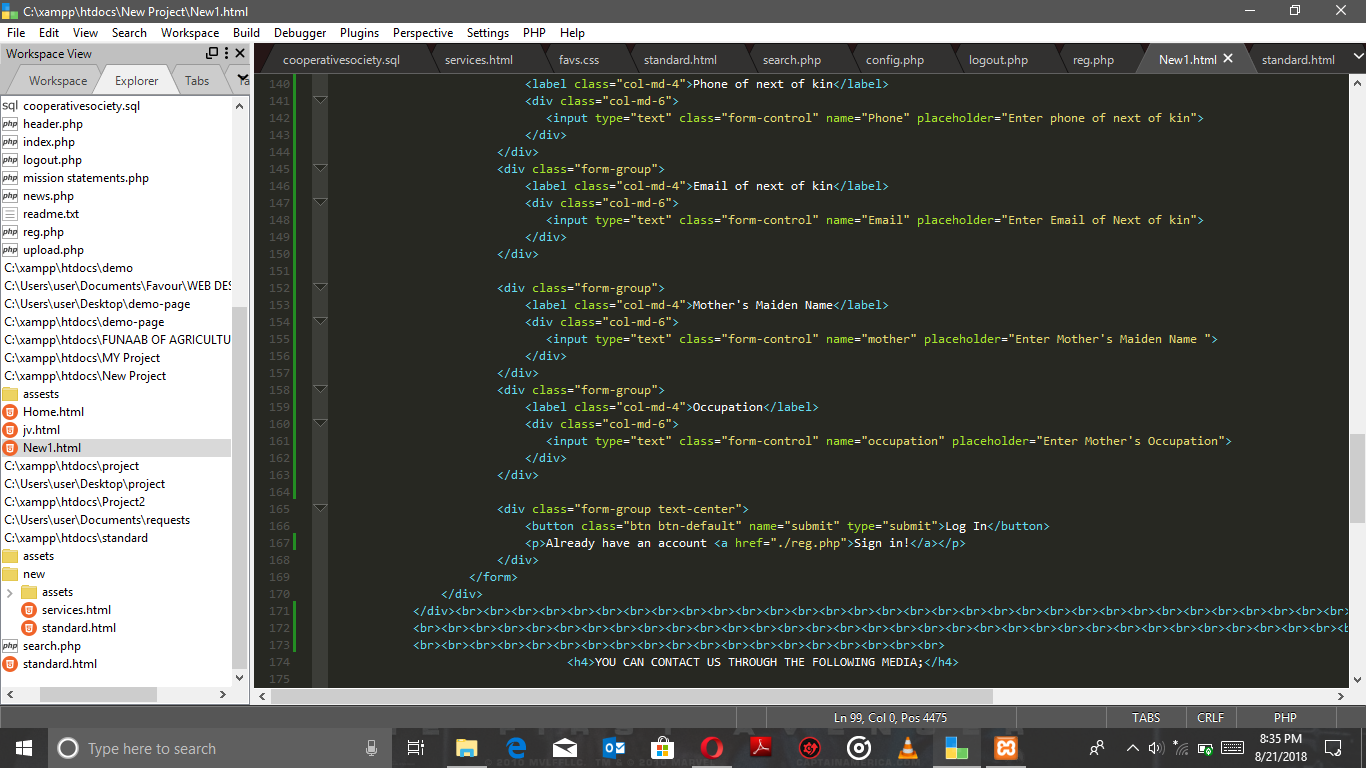 C:\xampp\htdocs\New Project\New1.html
File Edit View Search Workspace Build Debugger Plugins Perspective Settings PHP Help
Workspace View
Workspace Explorer Tabs
cooperativesociety.sql services.html favs.css standard.html search.php config.php logout.php reg.php New1.html standard.html
sql cooperativesociety.sql
php header.php
php index.php
php logout.php
php mission statements.php
php news.php
readme.txt
php reg.php
php upload.php
C:\xampp\htdocs\demo
C:\Users\user\Documents\Favour\WEB DES
C:\Users\user\Desktop\demo-page
C:\xampp\htdocs\demo-page
C:\xampp\htdocs\FUNAAB OF AGRICULTU
C:\xampp\htdocs\MY Project
C:\xampp\htdocs\New Project
assests
Home.html
jv.html
New1.html
C:\xampp\htdocs\project
C:\Users\user\Desktop\project
C:\xampp\htdocs\Project2
C:\Users\user\Documents\requests
C:\xampp\htdocs\standard
assets
new
assets
services.html
standard.html
php search.php
standard.html
140 <label class="col-md-4">Phone of next of kin</label>
141 <div class="col-md-6">
142 <input type="text" class="form-control" name="Phone" placeholder="Enter phone of next of kin">
143 </div>
144 </div>
145 <div class="form-group">
146 <label class="col-md-4">Email of next of kin</label>
147 <div class="col-md-6">
148 <input type="text" class="form-control" name="Email" placeholder="Enter Email of Next of kin">
149 </div>
150 </div>
151
152 <div class="form-group">
153 <label class="col-md-4">Mother's Maiden Name</label>
154 <div class="col-md-6">
155 <input type="text" class="form-control" name="mother" placeholder="Enter Mother's Maiden Name ">
156 </div>
157 </div>
158 <div class="form-group">
159 <label class="col-md-4">Occupation</label>
160 <div class="col-md-6">
161 <input type="text" class="form-control" name="occupation" placeholder="Enter Mother's Occupation">
162 </div>
163 </div>
164
165 <div class="form-group text-center">
166 <button class="btn btn-default" name="submit" type="submit">Log In</button>
167 <p>Already have an account <a href="./reg.php">Sign in!</a></p>
168 </div>
169 </form>
170 </div>
171 </div><br><br><br><br><br><br><br><br><br><br><br><br><br><br><br><br><br><br><br><br><br><br><br><br><br><br><br><br><br><br><br><br>
172 <br><br><br><br><br><br><br><br><br><br><br><br><br><br><br><br><br><br><br><br><br><br><br><br><br><br><br><br><br><br><br><br><br><b
173 <br><br><br><br><br><br><br><br><br><br><br><br><br><br><br><br><br><br><br>
174 <h4>YOU CAN CONTACT US THROUGH THE FOLLOWING MEDIA;</h4>
175
Ln 99, Col 0, Pos 4475 TABS CRLF PHP
Type here to search
8:35 PM
8/21/2018